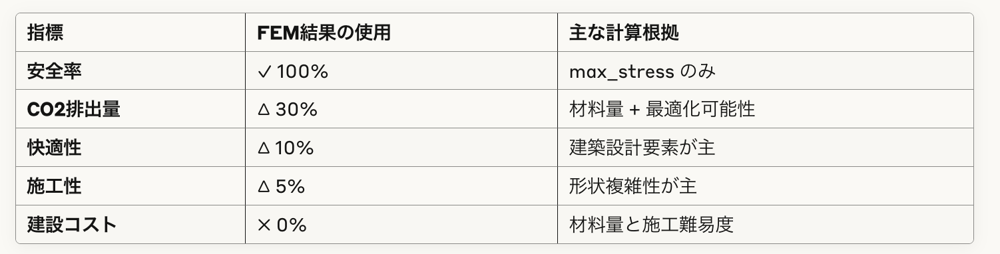 指標 FEM結果の使用 主な計算根拠
安全率 ✓ 100% max_stress のみ
CO2排出量 △ 30% 材料量 + 最適化可能性
快適性 △ 10% 建築設計要素が主
施工性 △ 5% 形状複雑性が主
建設コスト × 0% 材料量と施工難易度